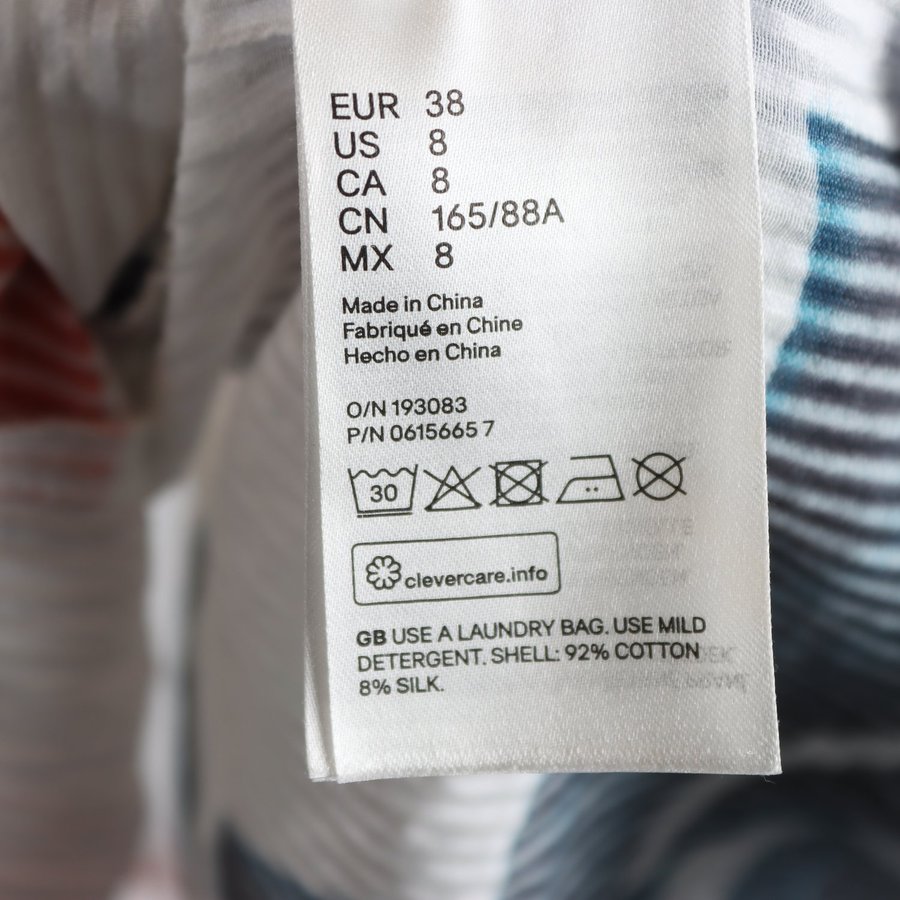 EUR 38
US 8
CA 8
CN 165/88A
MX 8
Made in China
Fabriqué en Chine
Hecho en China
O/N 193083
P/N 0615665 7
30
clevercare.info
GB USE A LAUNDRY BAG. USE MILD
DETERGENT. SHELL: 92% COTTON
8% SILK.